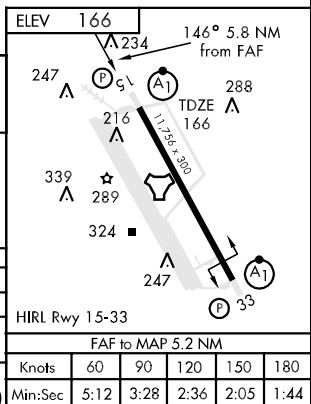 ELEV 166
146° 5.8 NM
from FAF
234
P
15
A1
247
288
TDZE
166
216
11,756 x 300
339
289
324
247
A1
P
33
HIRL Rwy 15-33
FAF to MAP 5.2 NM
Knots 60 90 120 150 180
Min:Sec 5:12 3:28 2:36 2:05 1:44